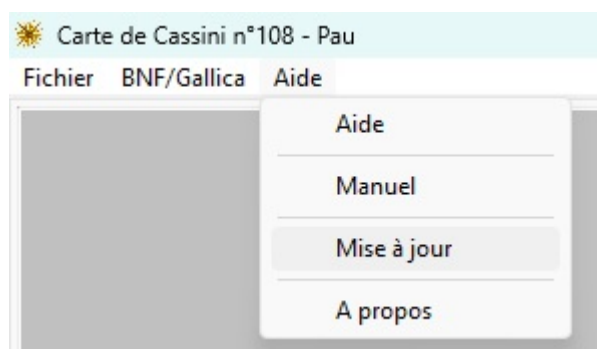 Carte de Cassini n°108 - Pau
Fichier BNF/Gallica Aide
Aide
Manuel
Mise à jour
A propos